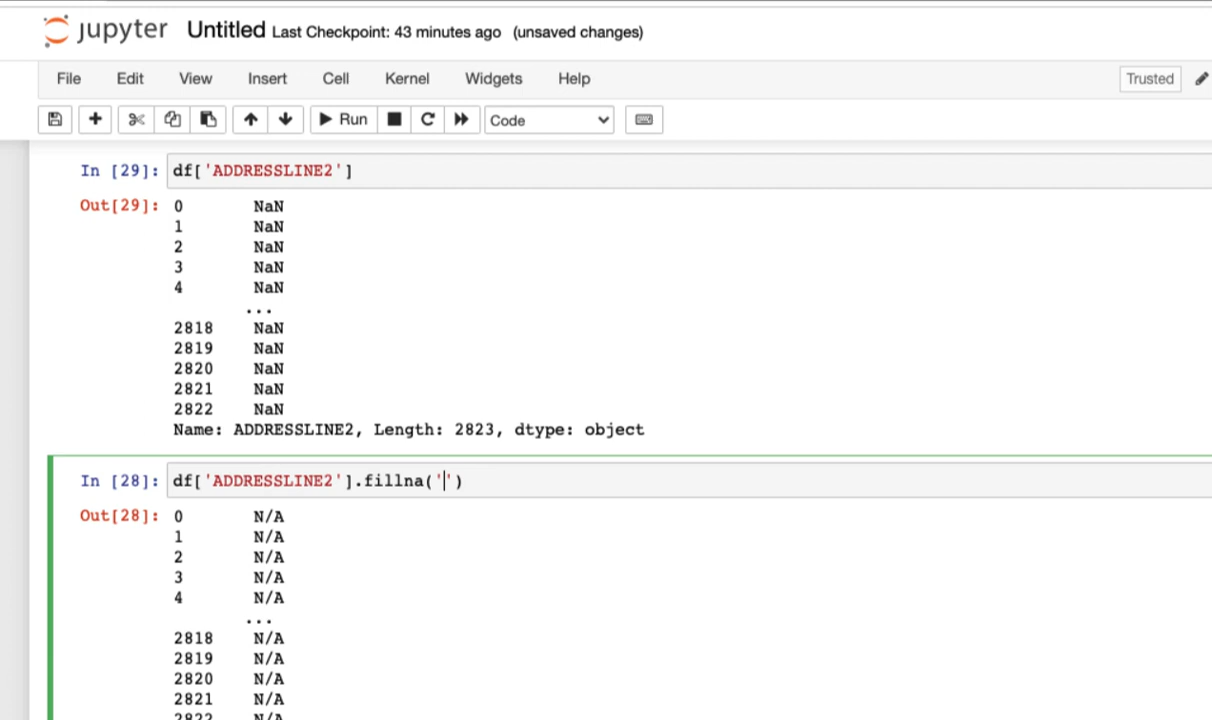 jupyter Untitled Last Checkpoint: 43 minutes ago (unsaved changes)
File Edit View Insert Cell Kernel Widgets Help Trusted
Run Code
In [29]: df['ADDRESSLINE2']
Out[29]: 0 NaN
1 NaN
2 NaN
3 NaN
4 NaN
...
2818 NaN
2819 NaN
2820 NaN
2821 NaN
2822 NaN
Name: ADDRESSLINE2, Length: 2823, dtype: object
In [28]: df['ADDRESSLINE2'].fillna('')
Out[28]: 0 N/A
1 N/A
2 N/A
3 N/A
4 N/A
...
2818 N/A
2819 N/A
2820 N/A
2821 N/A
2822 N/A